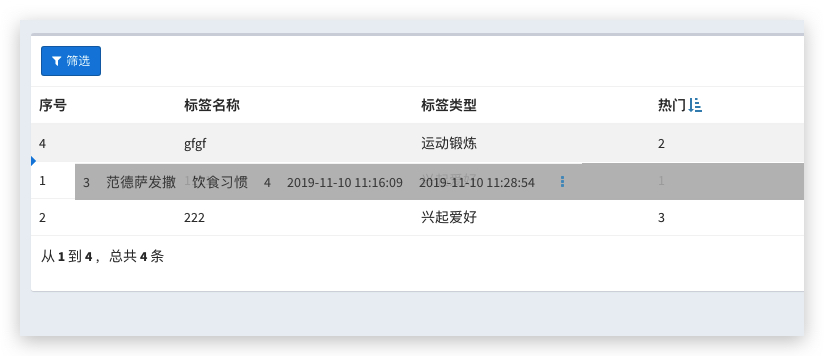 筛选
序号 标签名称 标签类型 热门
4 gfgf 运动锻炼 2
1 3 范德萨发撒 饮食习惯 4 2019-11-10 11:16:09 2019-11-10 11:28:54 1
2 222 兴起爱好 3
从 1 到 4 ，总共 4 条